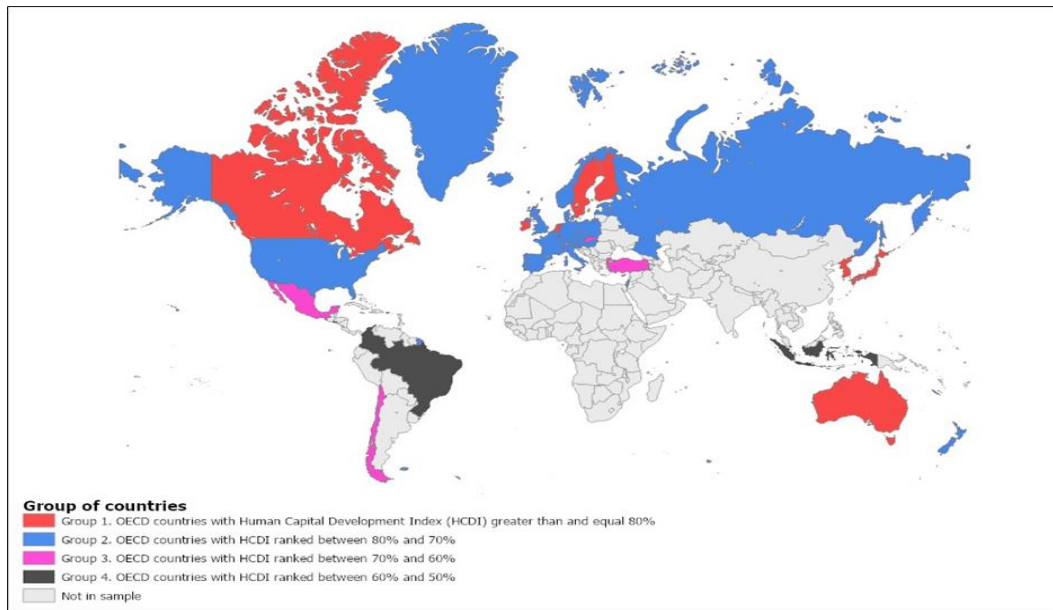 Group of countries
Group 1. OECD countries with Human Capital Development Index (HCDI) greater than and equal 80%
Group 2. OECD countries with HCDI ranked between 80% and 70%
Group 3. OECD countries with HCDI ranked between 70% and 60%
Group 4. OECD countries with HCDI ranked between 60% and 50%
Not in sample